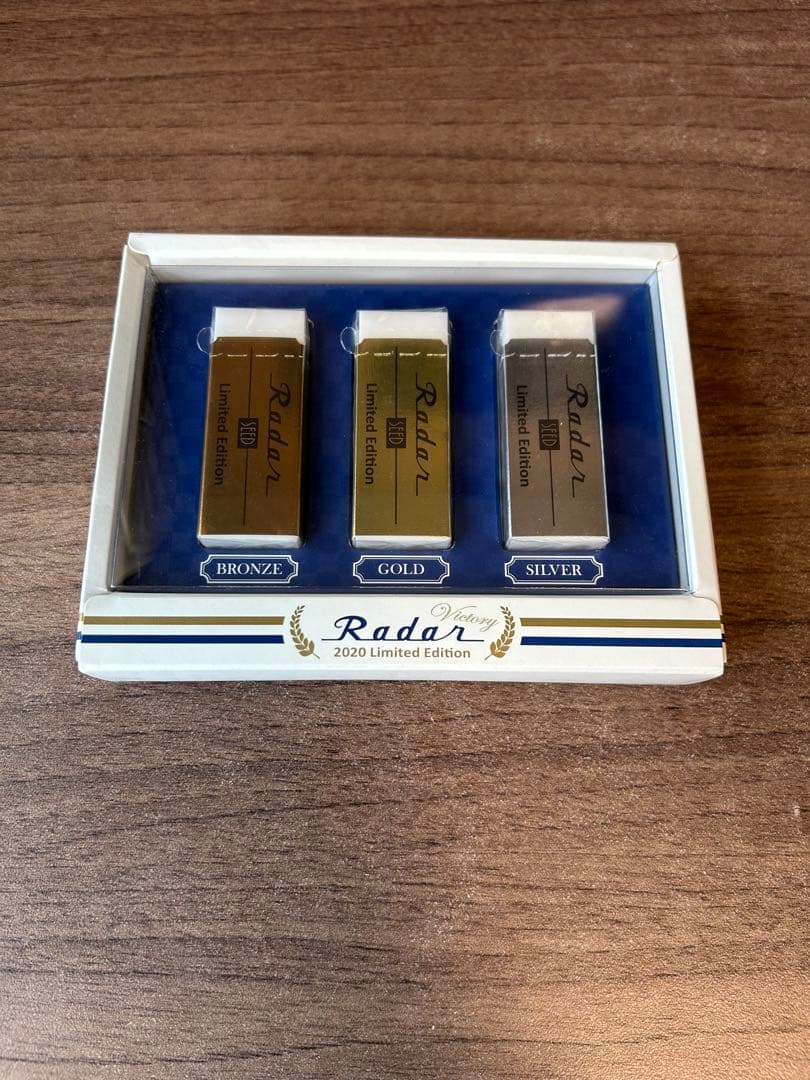 Radar
SEED
Limited Edition
Radar
SEED
Limited Edition
Radar
SEED
Limited Edition
BRONZE
GOLD
SILVER
Victory
Radar
2020 Limited Edition